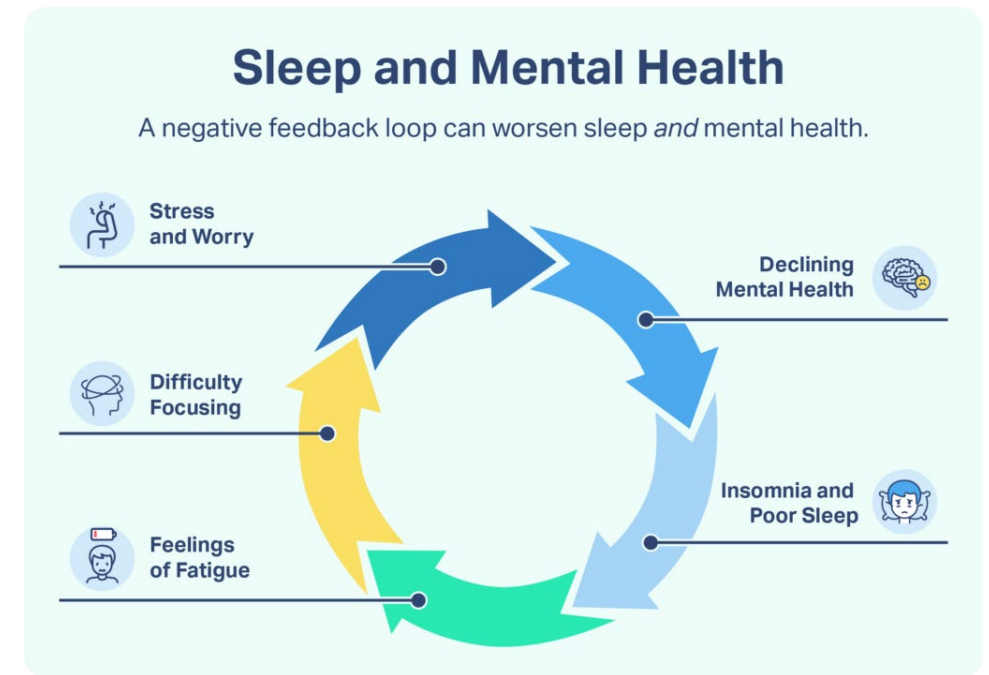 Sleep and Mental Health
A negative feedback loop can worsen sleep and mental health.
Stress
and Worry
Declining
Mental Health
Difficulty
Focusing
Insomnia and
Poor Sleep
Feelings
of Fatigue